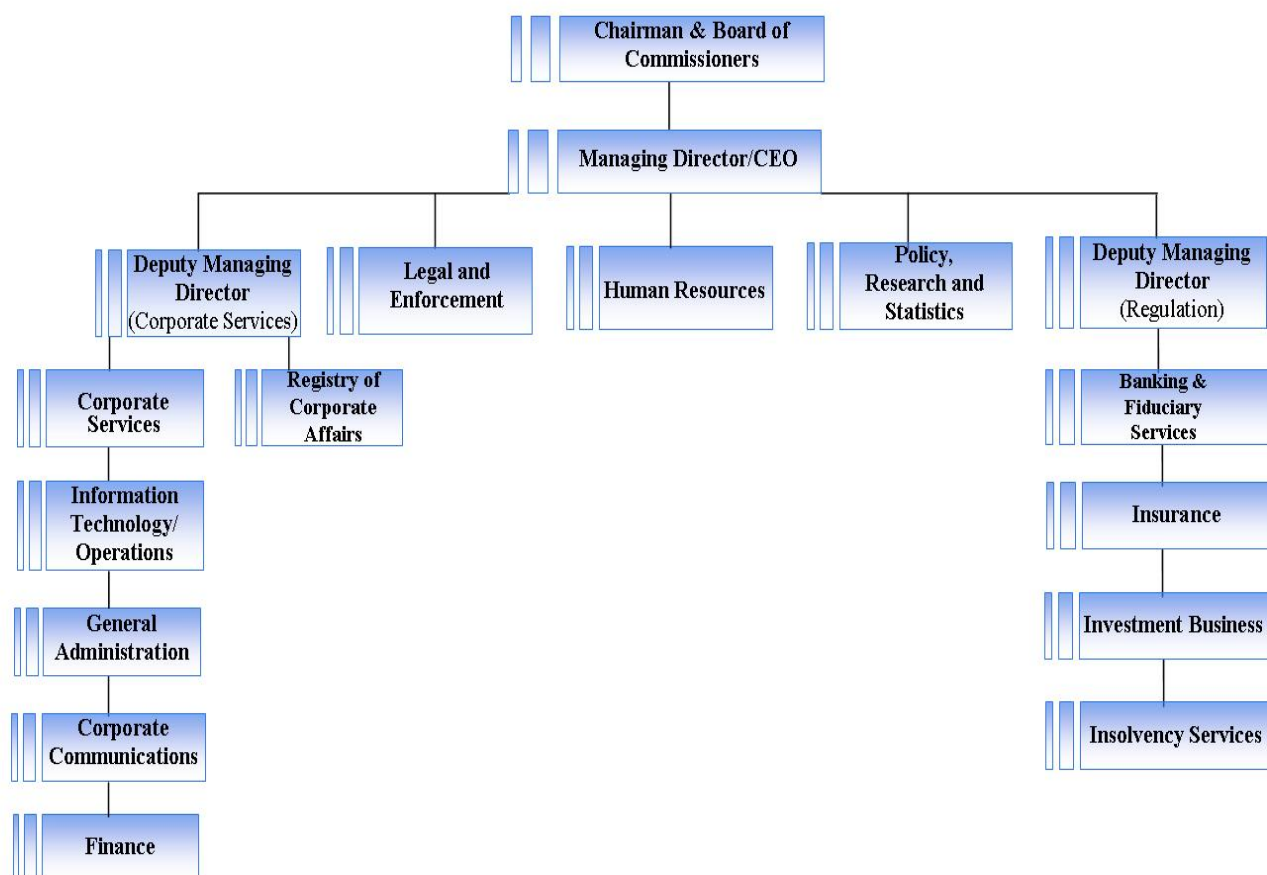 Chairman & Board of
Commissioners
Managing Director/CEO
Deputy Managing
Director
(Corporate Services)
Legal and
Enforcement
Human Resources
Policy,
Research and
Statistics
Deputy Managing
Director
(Regulation)
Corporate
Services
Registry of
Corporate
Affairs
Banking &
Fiduciary
Services
Information
Technology/
Operations
Insurance
General
Administration
Investment Business
Corporate
Communications
Insolvency Services
Finance